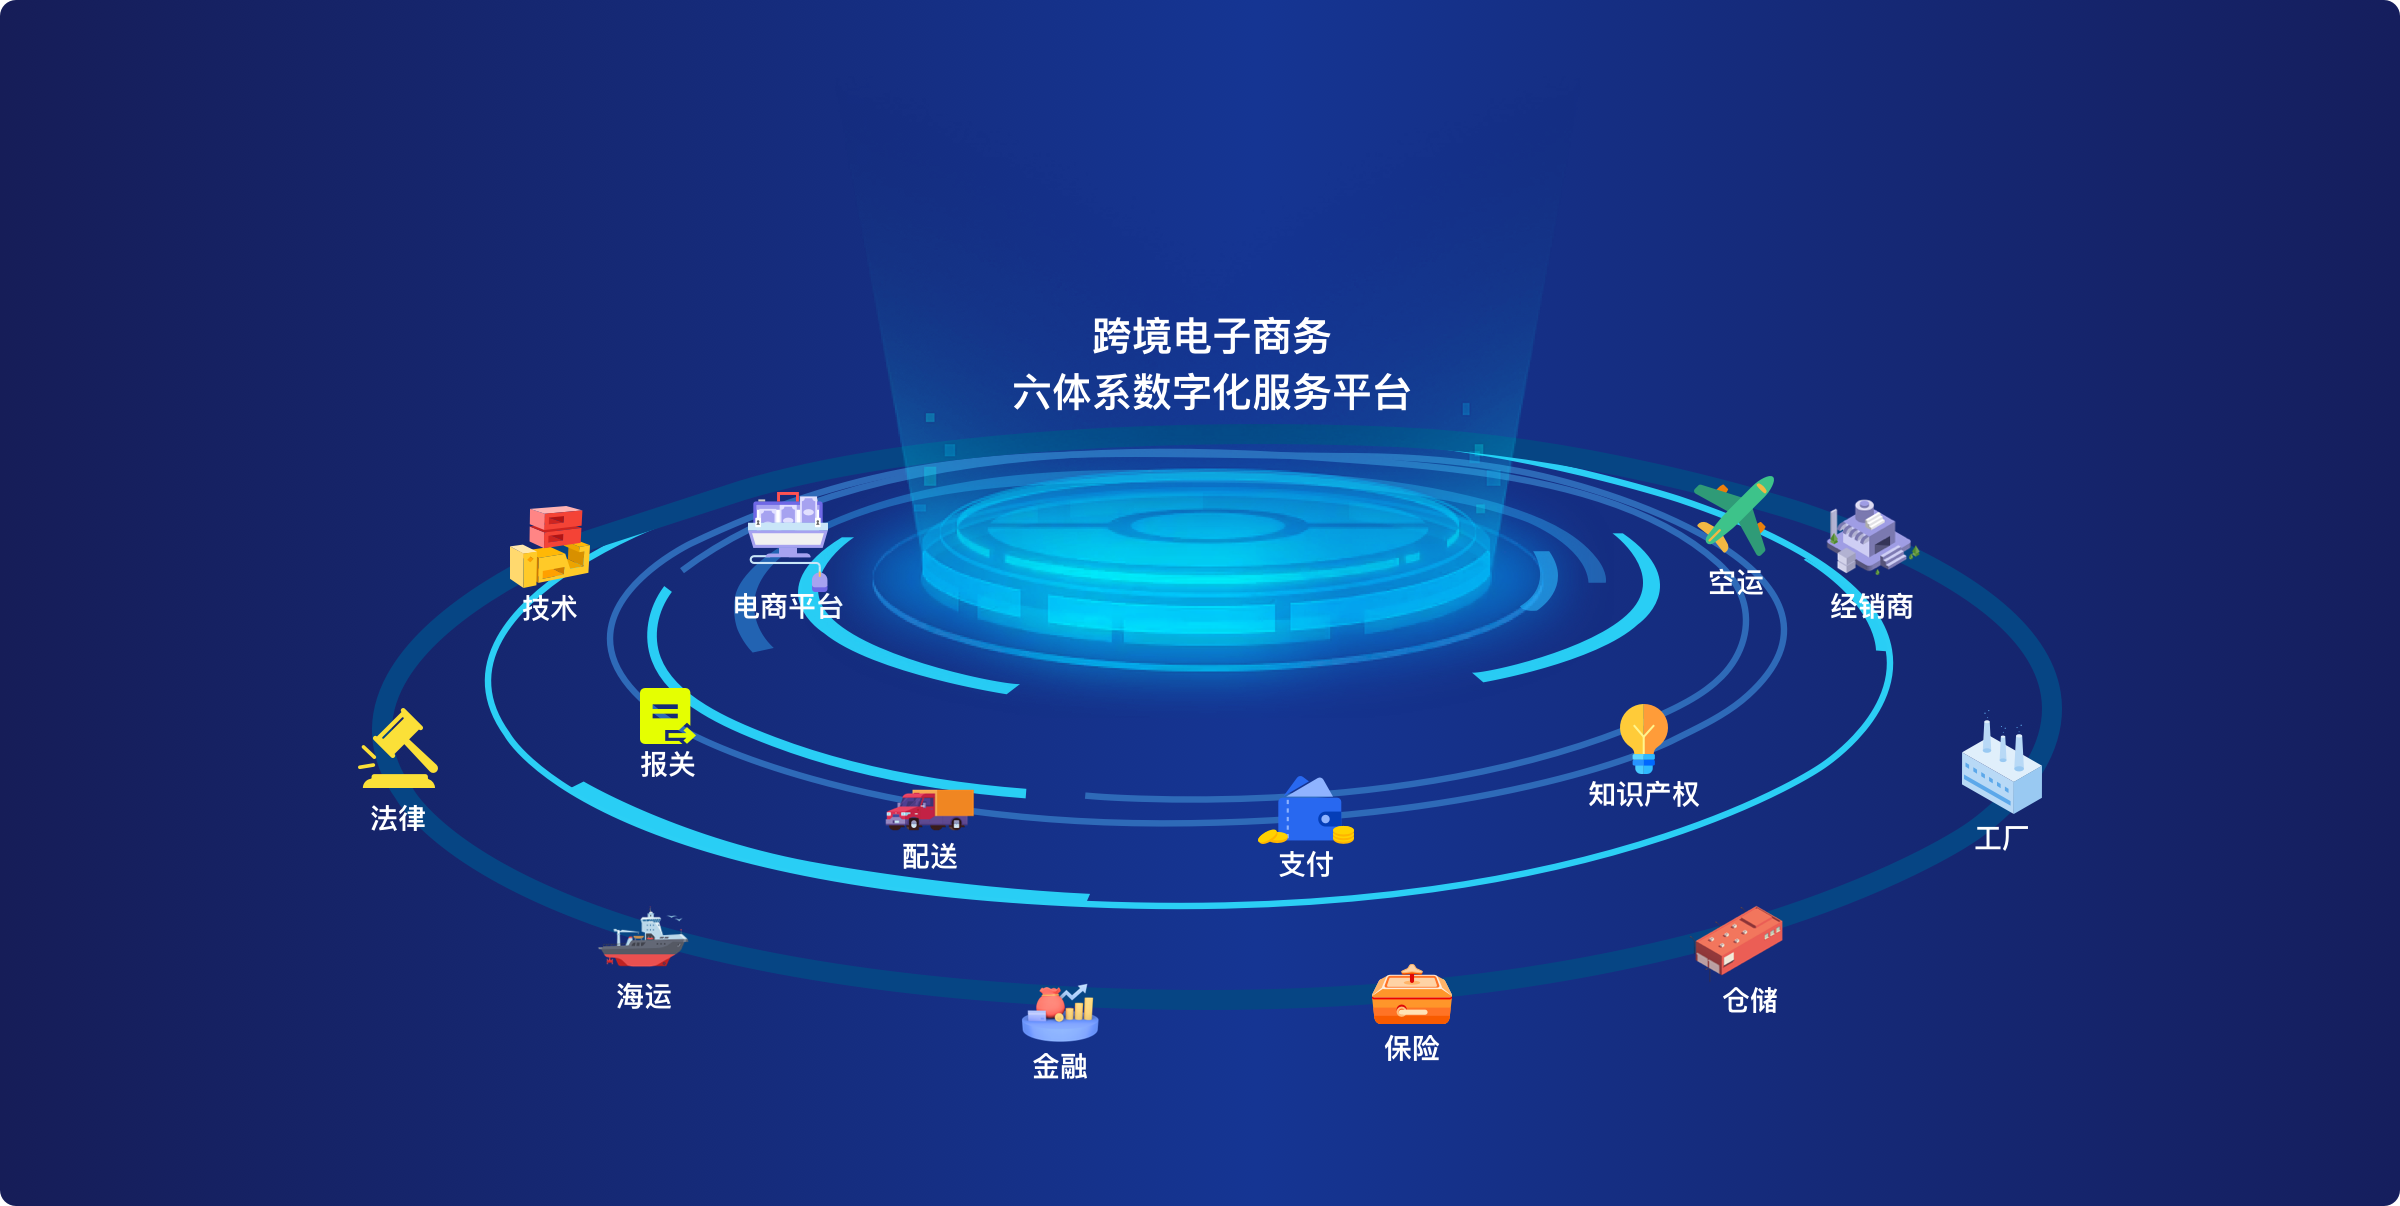 跨境电子商务
六体系数字化服务平台
空运
技术
电商平台
经销商
报关
知识产权
法律
工厂
配送
支付
海运
仓储
保险
金融